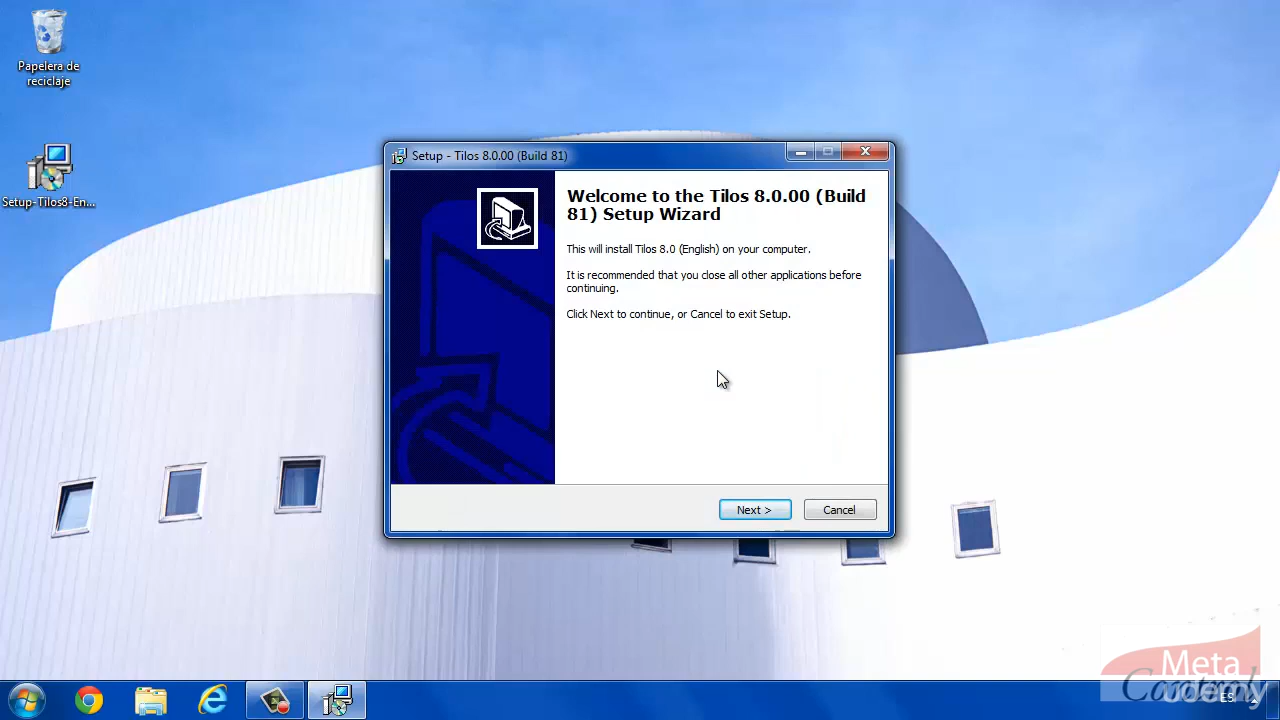 Papelera de
reciclaje
Setup-Tilos8-En...
Setup - Tilos 8.0.00 (Build 81)
Welcome to the Tilos 8.0.00 (Build
81) Setup Wizard
This will install Tilos 8.0 (English) on your computer.
It is recommended that you close all other applications before
continuing.
Click Next to continue, or Cancel to exit Setup.
Next >
Cancel
Meta
Udemy
ES